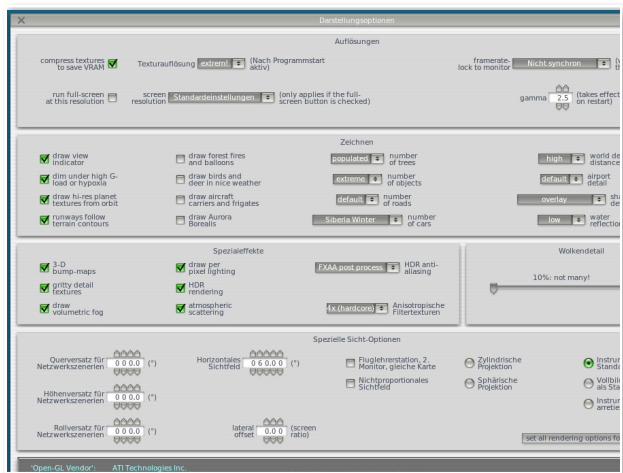 Darstellungsoptionen
Auflösungen
compress textures
to save VRAM
Texturauflösung extrem! (Nach Programmstart
aktiv)
framerate-
lock to monitor Nicht synchron
run full-screen
at this resolution
screen
resolution Standardeinstellungen (only applies if the full-
screen button is checked)
gamma 2.5 (takes effect
on restart)
Zeichnen
draw view
indicator
draw forest fires
and balloons
populated number
of trees
high world de
distance
dim under high G-
load or hypoxia
draw birds and
deer in nice weather
extreme number
of objects
default airport
detail
draw hi-res planet
textures from orbit
draw aircraft
carriers and frigates
default number
of roads
overlay sha
de
runways follow
terrain contours
draw Aurora
Borealis
Siberia Winter number
of cars
low water
reflectio
Spezialeffekte
Wolkendetail
3-D
bump-maps
draw per
pixel lighting
FXAA post process HDR anti-
aliasing
10%: not many!
gritty detail
textures
HDR
rendering
draw
volumetric fog
atmospheric
scattering
4x (hardcore) Anisotropische
Filtertexturen
Spezielle Sicht-Optionen
Querversatz für
Netzwerkszenerien 0 0 0.0 (°)
Horizontales
Sichtfeld 0 6 0.0 0 (°)
Fluglehrerstation, 2.
Monitor, gleiche Karte
Zylindrische
Projektion
Instru
Standa
Höhenversatz für
Netzwerkszenerien 0 0 0.0 (°)
Nichtproportionales
Sichtfeld
Sphärische
Projektion
Vollbil
als Sta
Instru
arretie
Rollversatz für
Netzwerkszenerien 0 0 0.0 (°)
lateral
offset 0.0 0 (screen
ratio)
set all rendering options fo
'Open-GL Vendor': ATI Technologies Inc.